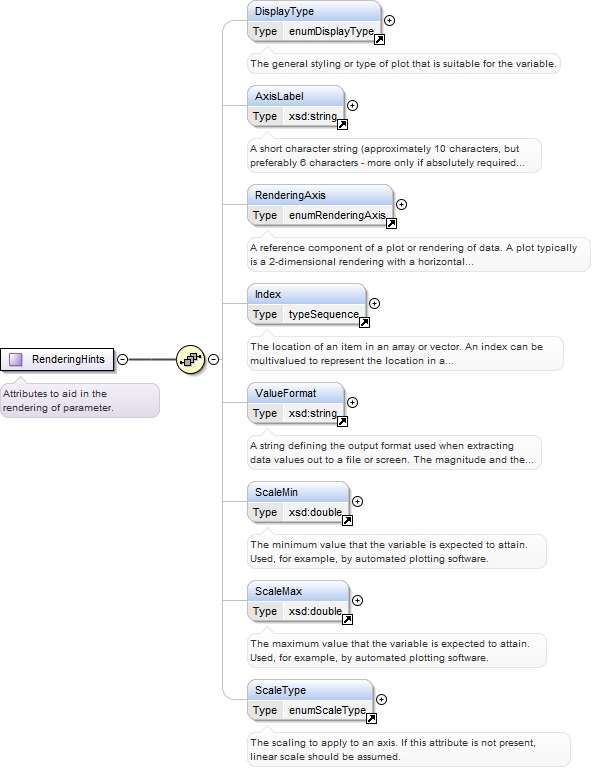 DisplayType
Type enumDisplayType
The general styling or type of plot that is suitable for the variable.
AxisLabel
Type xsd:string
A short character string (approximately 10 characters, but
preferably 6 characters - more only if absolutely required...
RenderingAxis
Type enumRenderingAxis
A reference component of a plot or rendering of data. A plot typically
is a 2-dimensional rendering with a horizontal...
Index
Type typeSequence
The location of an item in an array or vector. An index can be
multivalued to represent the location in a...
RenderingHints
Attributes to aid in the
rendering of parameter.
ValueFormat
Type xsd:string
A string defining the output format used when extracting
data values out to a file or screen. The magnitude and the...
ScaleMin
Type xsd:double
The minimum value that the variable is expected to attain.
Used, for example, by automated plotting software.
ScaleMax
Type xsd:double
The maximum value that the variable is expected to attain.
Used, for example, by automated plotting software.
ScaleType
Type enumScaleType
The scaling to apply to an axis. If this attribute is not present,
linear scale should be assumed.